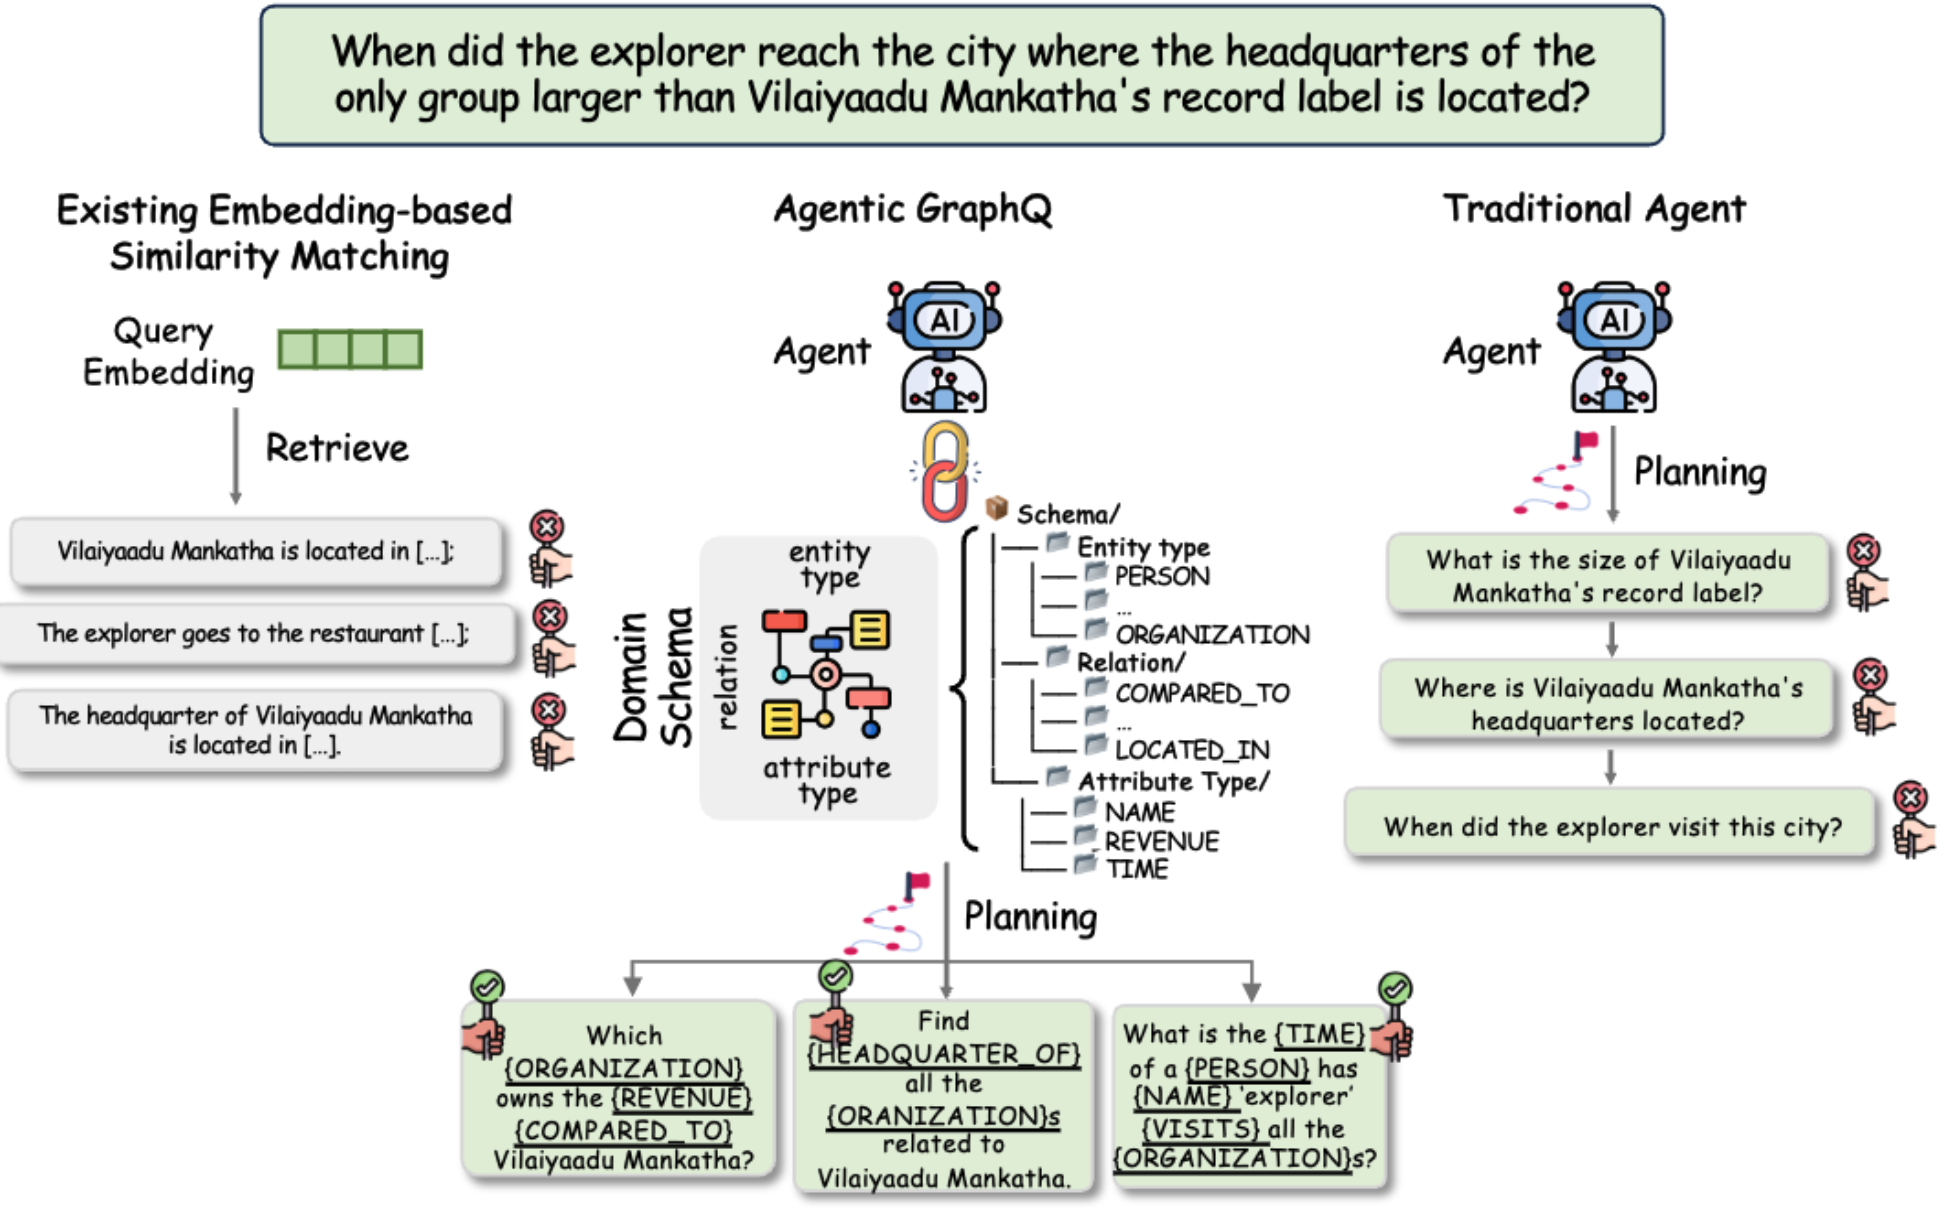 When did the explorer reach the city where the headquarters of the
only group larger than Vilaiyaadu Mankatha's record label is located?
Existing Embedding-based
Similarity Matching
Query
Embedding
Retrieve
Vilaiyaadu Mankatha is located in [...];
The explorer goes to the restaurant [...];
The headquarter of Vilaiyaadu Mankatha
is located in [...].
Agentic GraphQ
Agent
AI
Domain
Schema
entity
type
relation
attribute
type
Schema/
Entity type
PERSON
...
ORGANIZATION
Relation/
COMPARED_TO
...
LOCATED_IN
Attribute Type/
NAME
REVENUE
TIME
Planning
Which
{ORGANIZATION}
owns the {REVENUE}
{COMPARED_TO}
Vilaiyaadu Mankatha?
Find
{HEADQUARTER_OF}
all the
{ORANIZATION}s
related to
Vilaiyaadu Mankatha.
What is the {TIME}
of a {PERSON} has
{NAME} 'explorer'
{VISITS} all the
{ORGANIZATION}s?
Traditional Agent
Agent
AI
Planning
What is the size of Vilaiyaadu
Mankatha's record label?
Where is Vilaiyaadu Mankatha's
headquarters located?
When did the explorer visit this city?